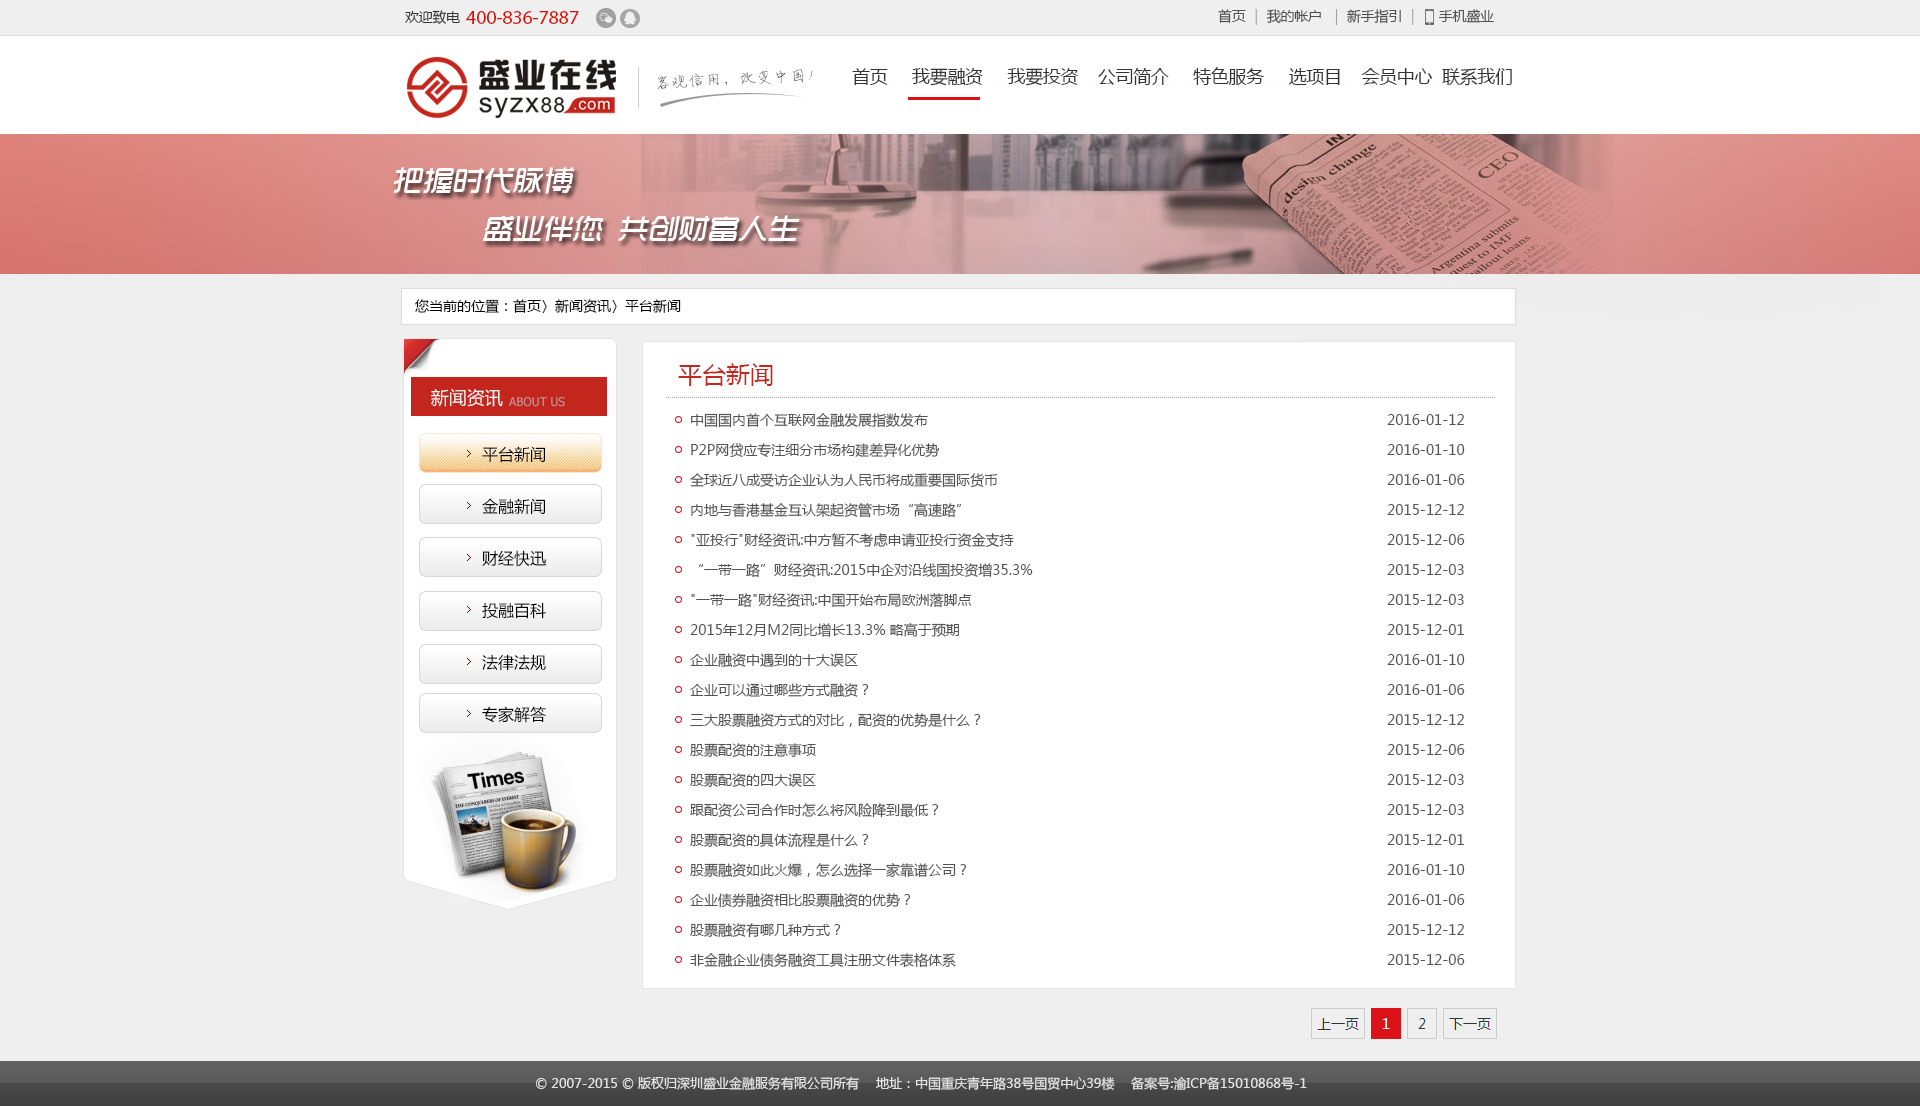 欢迎致电 400-836-7887
首页 | 我的帐户 | 新手指引 | 手机盛业
盛业在线
syzx88.com
客观信用，改变中国！
首页 我要融资 我要投资 公司简介 特色服务 选项目 会员中心 联系我们
把握时代脉博
盛业伴您 共创财富人生
design change
CEO
Argentina submits
quest to IMF
您当前的位置：首页〉新闻资讯〉平台新闻
新闻资讯 ABOUT US
平台新闻
金融新闻
财经快迅
投融百科
法律法规
专家解答
Times
THE CONQUERERS OF EVEREST
平台新闻
中国国内首个互联网金融发展指数发布 2016-01-12
P2P网贷应专注细分市场构建差异化优势 2016-01-10
全球近八成受访企业认为人民币将成重要国际货币 2016-01-06
内地与香港基金互认架起资管市场“高速路” 2015-12-12
"亚投行"财经资讯:中方暂不考虑申请亚投行资金支持 2015-12-06
“一带一路”财经资讯:2015中企对沿线国投资增35.3% 2015-12-03
"一带一路"财经资讯:中国开始布局欧洲落脚点 2015-12-03
2015年12月M2同比增长13.3% 略高于预期 2015-12-01
企业融资中遇到的十大误区 2016-01-10
企业可以通过哪些方式融资？ 2016-01-06
三大股票融资方式的对比，配资的优势是什么？ 2015-12-12
股票配资的注意事项 2015-12-06
股票配资的四大误区 2015-12-03
跟配资公司合作时怎么将风险降到最低？ 2015-12-03
股票配资的具体流程是什么？ 2015-12-01
股票融资如此火爆，怎么选择一家靠谱公司？ 2016-01-10
企业债券融资相比股票融资的优势？ 2016-01-06
股票融资有哪几种方式？ 2015-12-12
非金融企业债务融资工具注册文件表格体系 2015-12-06
上一页 1 2 下一页
© 2007-2015 © 版权归深圳盛业金融服务有限公司所有 地址：中国重庆青年路38号国贸中心39楼 备案号:渝ICP备15010868号-1